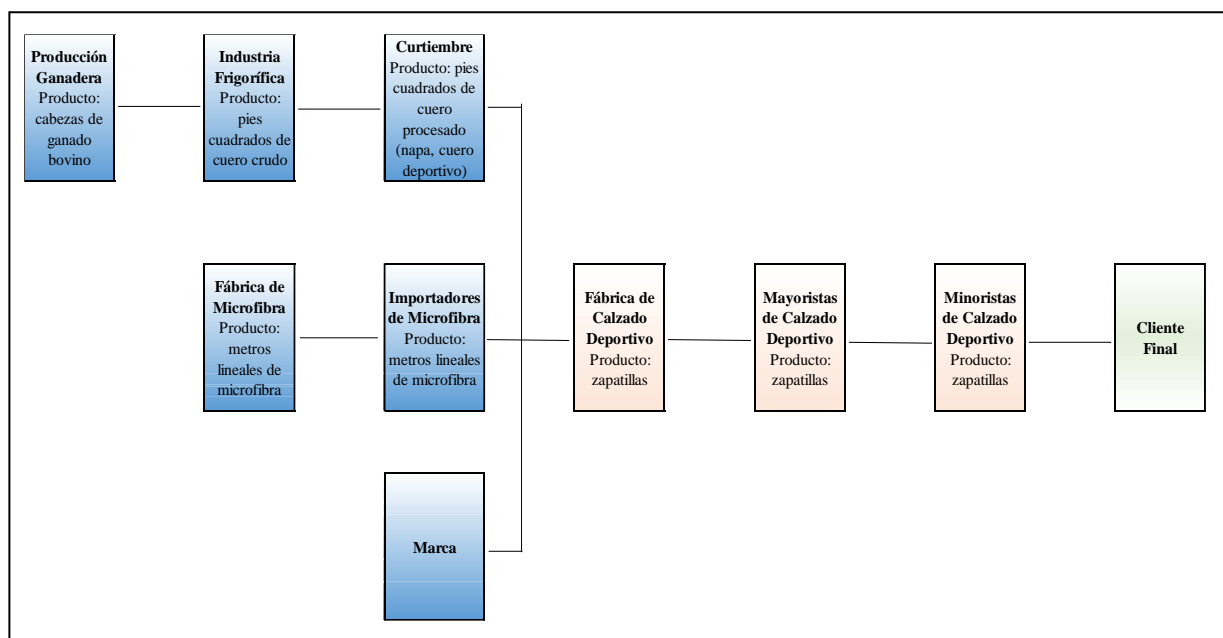 Producción
Ganadera
Producto:
cabezas de
ganado
bovino
Industria
Frigorífica
Producto:
pies
cuadrados de
cuero crudo
Curtiembre
Producto: pies
cuadrados de
cuero
procesado
(napa, cuero
deportivo)
Fábrica de
Microfibra
Producto:
metros
lineales de
microfibra
Importadores
de Microfibra
Producto:
metros lineales
de microfibra
Fábrica de
Calzado
Deportivo
Producto:
zapatillas
Mayoristas
de Calzado
Deportivo
Producto:
zapatillas
Minoristas
de Calzado
Deportivo
Producto:
zapatillas
Cliente
Final
Marca